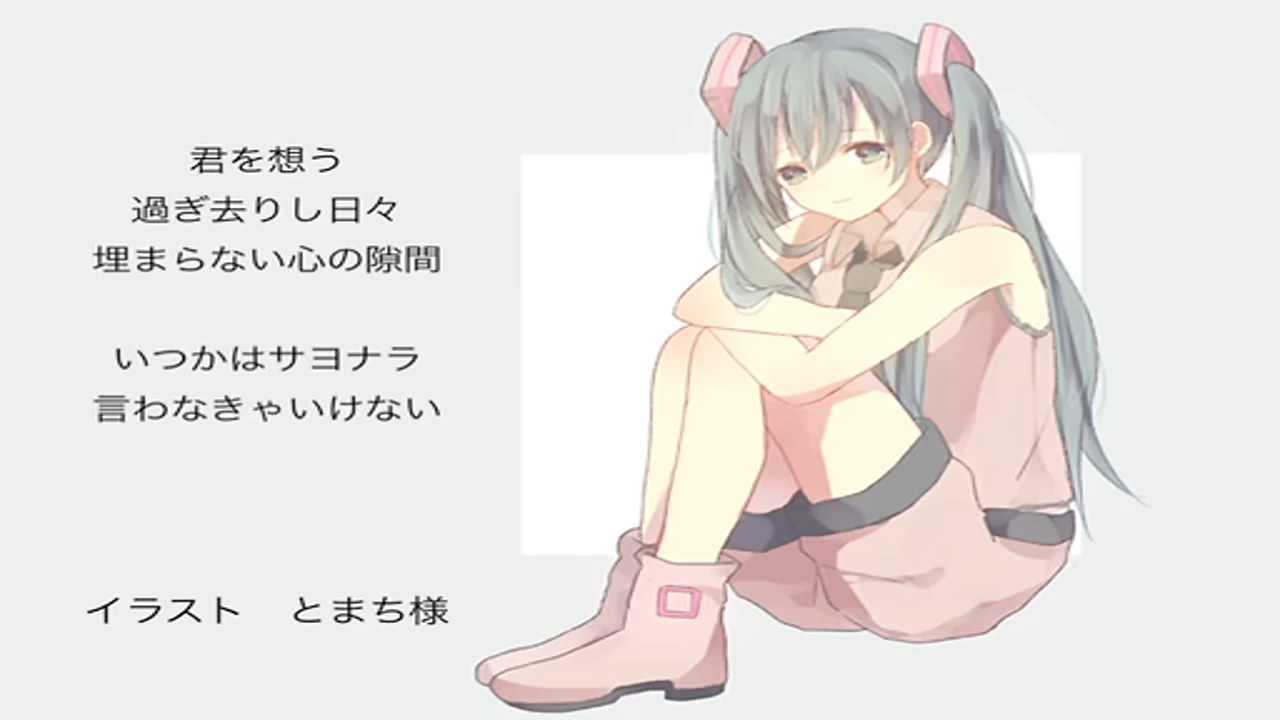 君を想う
過ぎ去りし日々
埋まらない心の隙間
いつかはサヨナラ
言わなきゃいけない
イラスト　とまち様